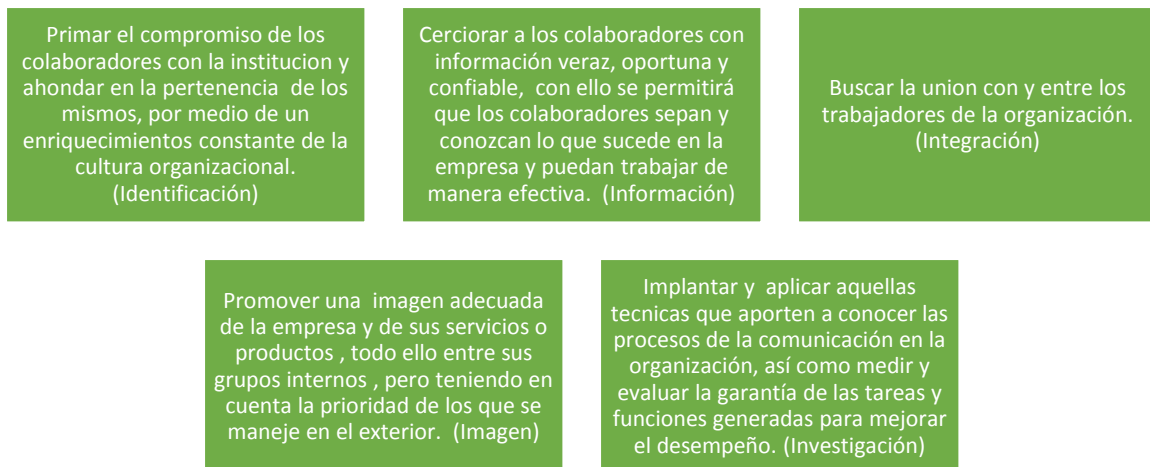 Primar el compromiso de los
colaboradores con la institucion y
ahondar en la pertenencia de los
mismos, por medio de un
enriquecimientos constante de la
cultura organizacional.
(Identificación)
Cerciorar a los colaboradores con
información veraz, oportuna y
confiable, con ello se permitirá
que los colaboradores sepan y
conozcan lo que sucede en la
empresa y puedan trabajar de
manera efectiva. (Información)
Buscar la union con y entre los
trabajadores de la organización.
(Integración)
Promover una imagen adecuada
de la empresa y de sus servicios o
productos , todo ello entre sus
grupos internos , pero teniendo en
cuenta la prioridad de los que se
maneje en el exterior. (Imagen)
Implantar y aplicar aquellas
tecnicas que aporten a conocer las
procesos de la comunicación en la
organización, así como medir y
evaluar la garantía de las tareas y
funciones generadas para mejorar
el desempeño. (Investigación)